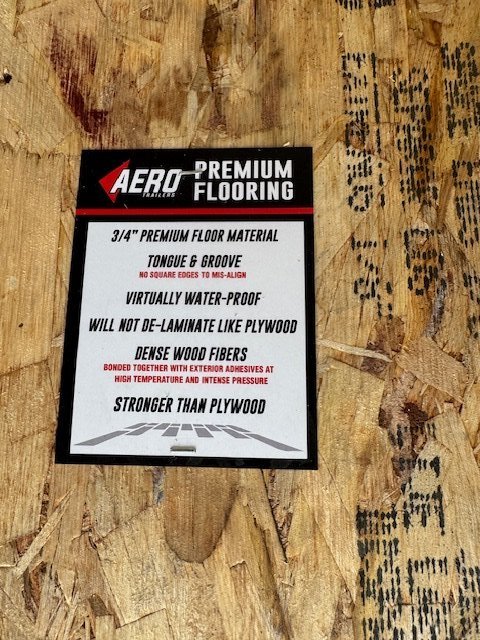 AERO
TRAILERS
PREMIUM
FLOORING
3/4" PREMIUM FLOOR MATERIAL
TONGUE & GROOVE
NO SQUARE EDGES TO MIS-ALIGN
VIRTUALLY WATER-PROOF
WILL NOT DE-LAMINATE LIKE PLYWOOD
DENSE WOOD FIBERS
BONDED TOGETHER WITH EXTERIOR ADHESIVES AT
HIGH TEMPERATURE AND INTENSE PRESSURE
STRONGER THAN PLYWOOD